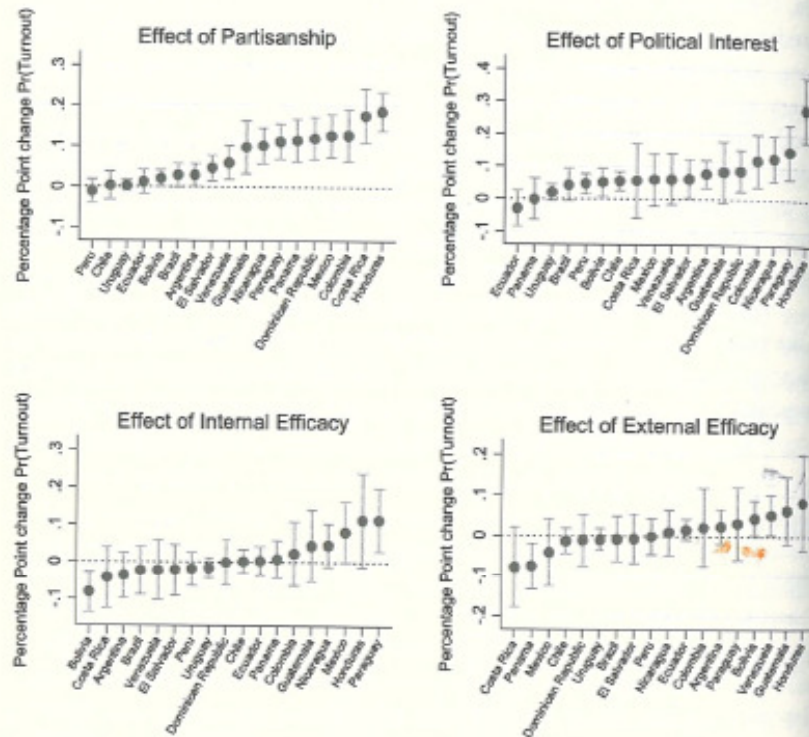 Effect of Partisanship
Percentage Point change Pr(Turnout)
.3
.2
.1
0
-.1
Peru
Chile
Uruguay
Ecuador
Bolivia
Brazil
Argentina
El Salvador
Venezuela
Guatemala
Nicaragua
Paraguay
Panama
Dominican Republic
Mexico
Colombia
Costa Rica
Honduras
Effect of Political Interest
Percentage Point change Pr(Turnout)
.4
.3
.2
.1
0
-.1
Ecuador
Panama
Uruguay
Brazil
Peru
Bolivia
Chile
Costa Rica
Mexico
Venezuela
El Salvador
Argentina
Guatemala
Dominican Republic
Colombia
Nicaragua
Paraguay
Honduras
Effect of Internal Efficacy
Percentage Point change Pr(Turnout)
.3
.2
.1
0
-.1
Bolivia
Costa Rica
Argentina
Brazil
Venezuela
El Salvador
Peru
Uruguay
Dominican Republic
Chile
Ecuador
Panama
Colombia
Guatemala
Nicaragua
Mexico
Honduras
Paraguay
Effect of External Efficacy
Percentage Point change Pr(Turnout)
.2
.1
0
-.1
-.2
Costa Rica
Panama
Mexico
Chile
Dominican Republic
Uruguay
Brazil
El Salvador
Peru
Nicaragua
Ecuador
Colombia
Argentina
Paraguay
Bolivia
Venezuela
Guatemala
Honduras